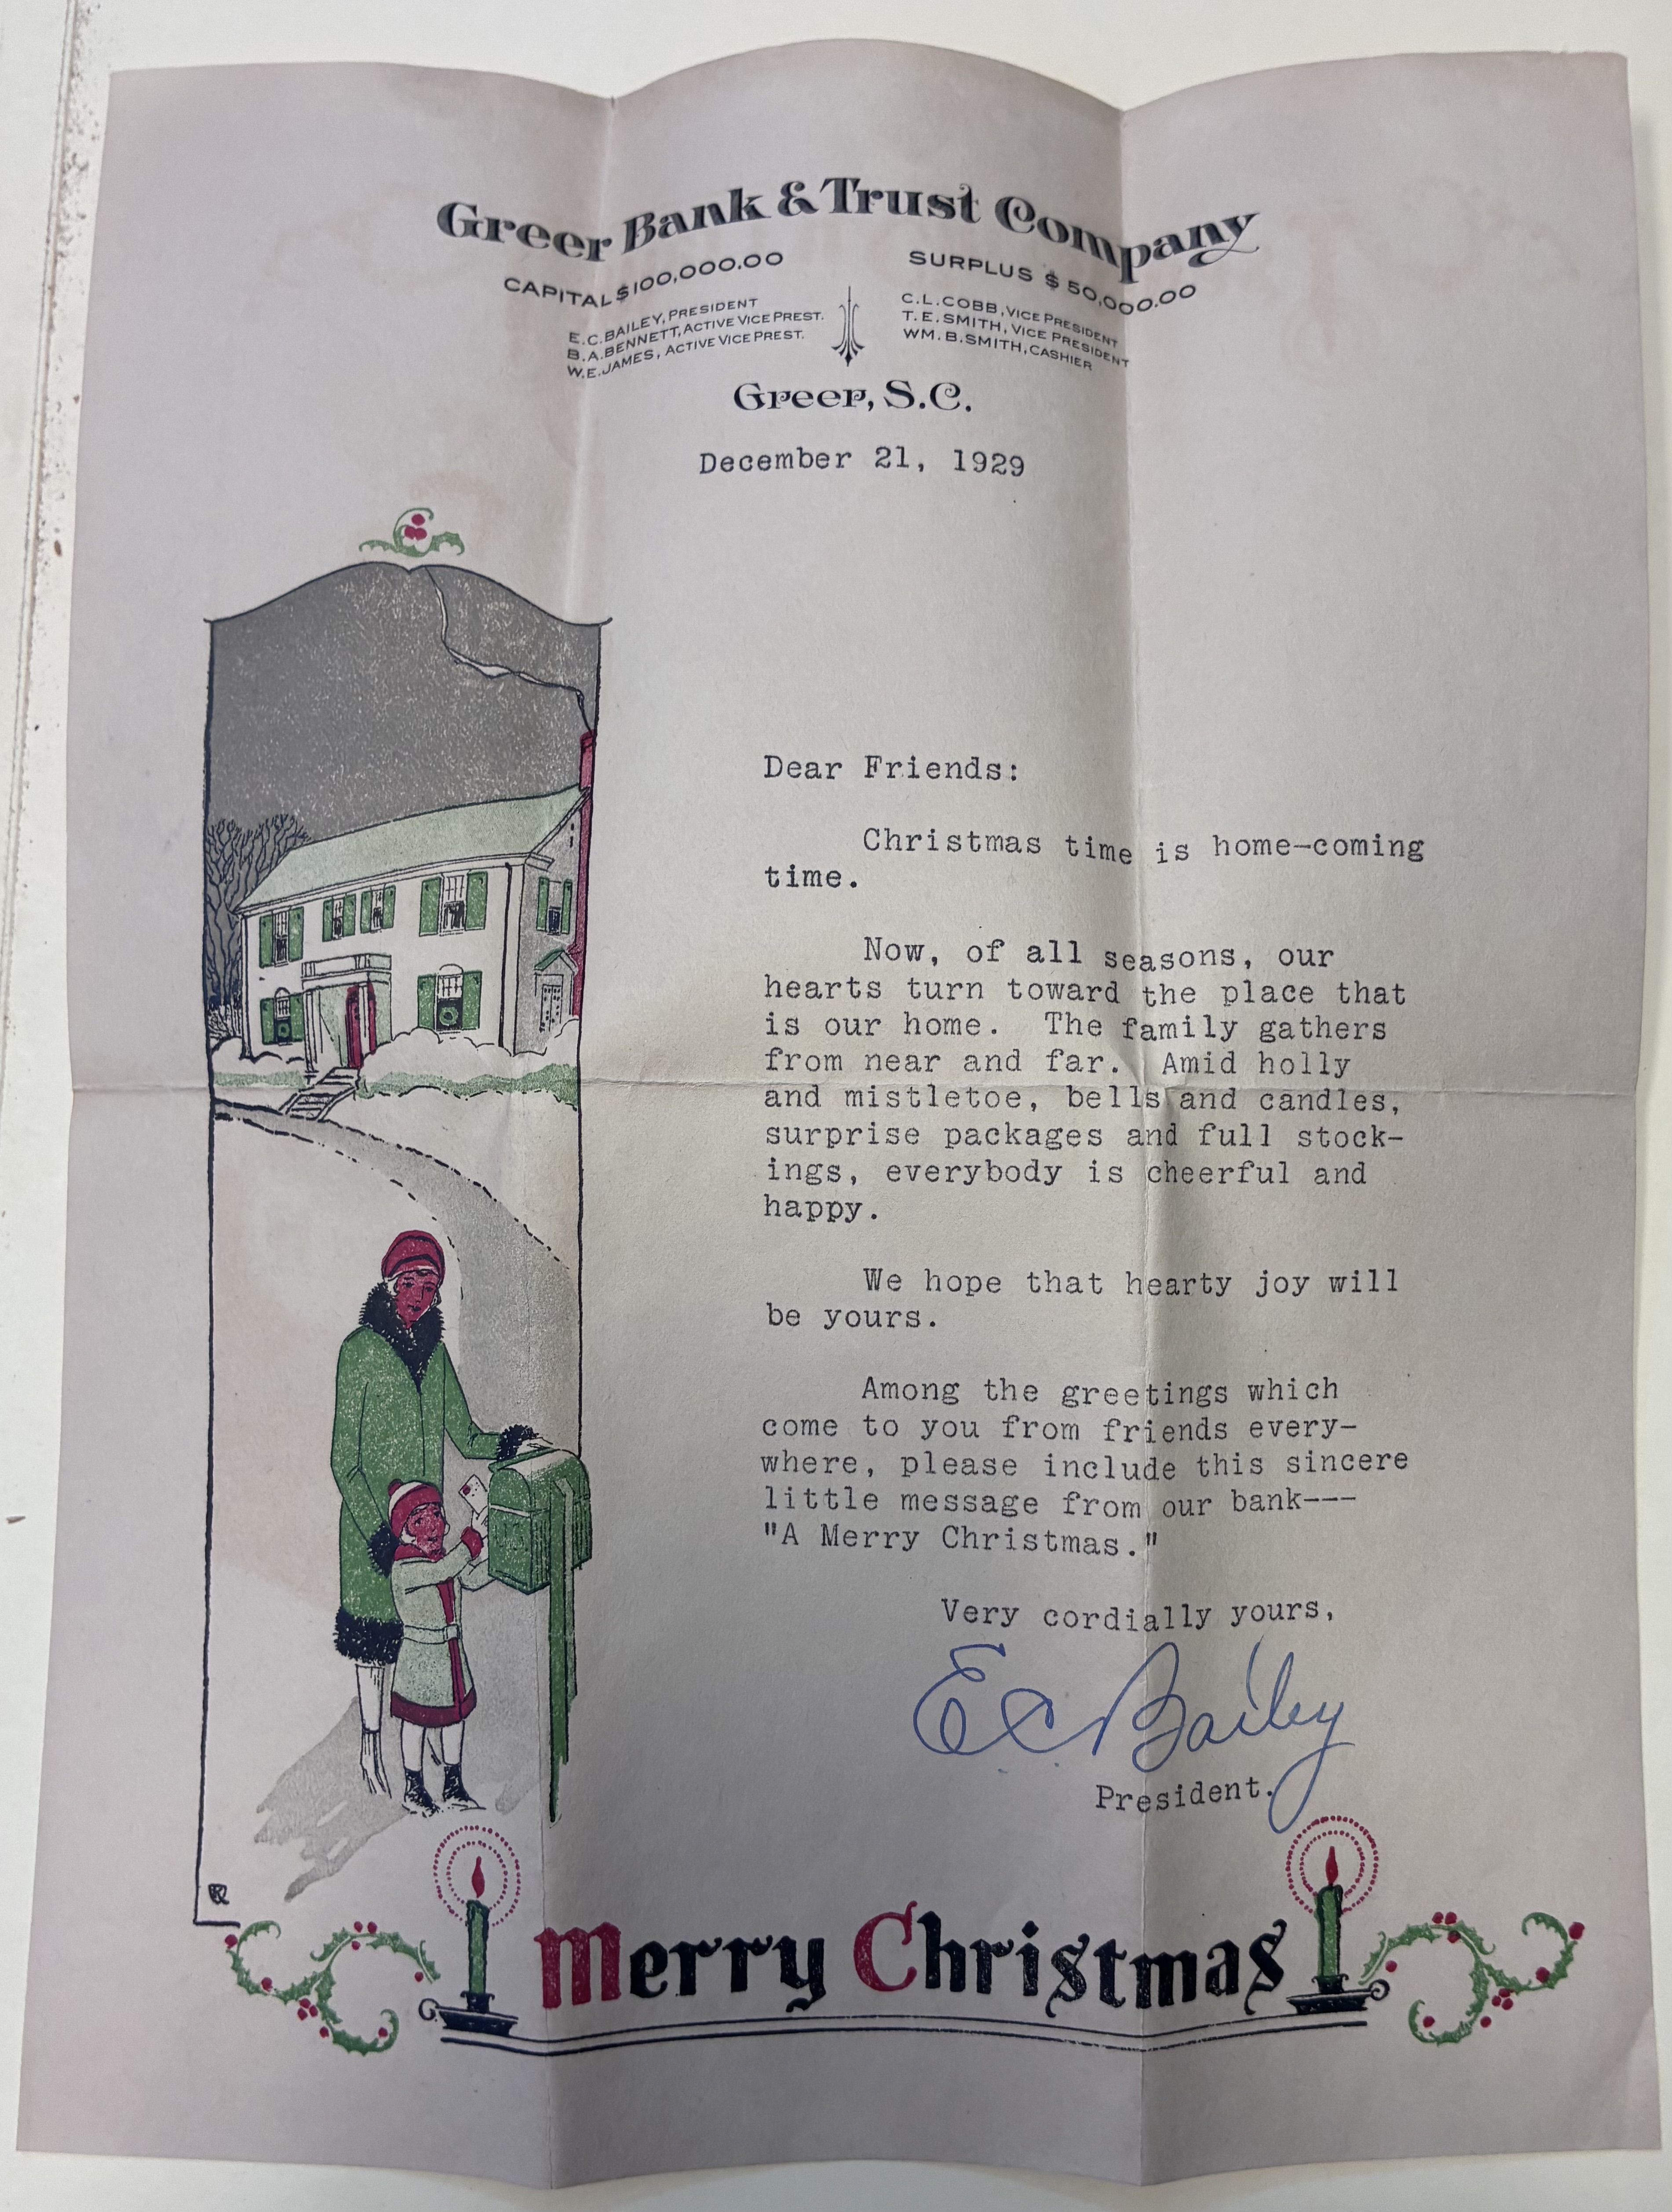 Greer Bank & Trust Company
CAPITAL $100,000.00
SURPLUS $50,000.00
E.C.BAILEY, PRESIDENT
B.A.BENNETT, ACTIVE VICE PREST.
W.E.JAMES, ACTIVE VICE PREST.
C.L.COBB, VICE PRESIDENT
T.E.SMITH, VICE PRESIDENT
WM.B.SMITH, CASHIER
Greer, S.C.
December 21, 1929
Dear Friends:
Christmas time is home-coming
time.
Now, of all seasons, our
hearts turn toward the place that
is our home. The family gathers
from near and far. Amid holly
and mistletoe, bells and candles,
surprise packages and full stock-
ings, everybody is cheerful and
happy.
We hope that hearty joy will
be yours.
Among the greetings which
come to you from friends every-
where, please include this sincere
little message from our bank---
"A Merry Christmas."
Very cordially yours,
E C Bailey
President.
Merry Christmas